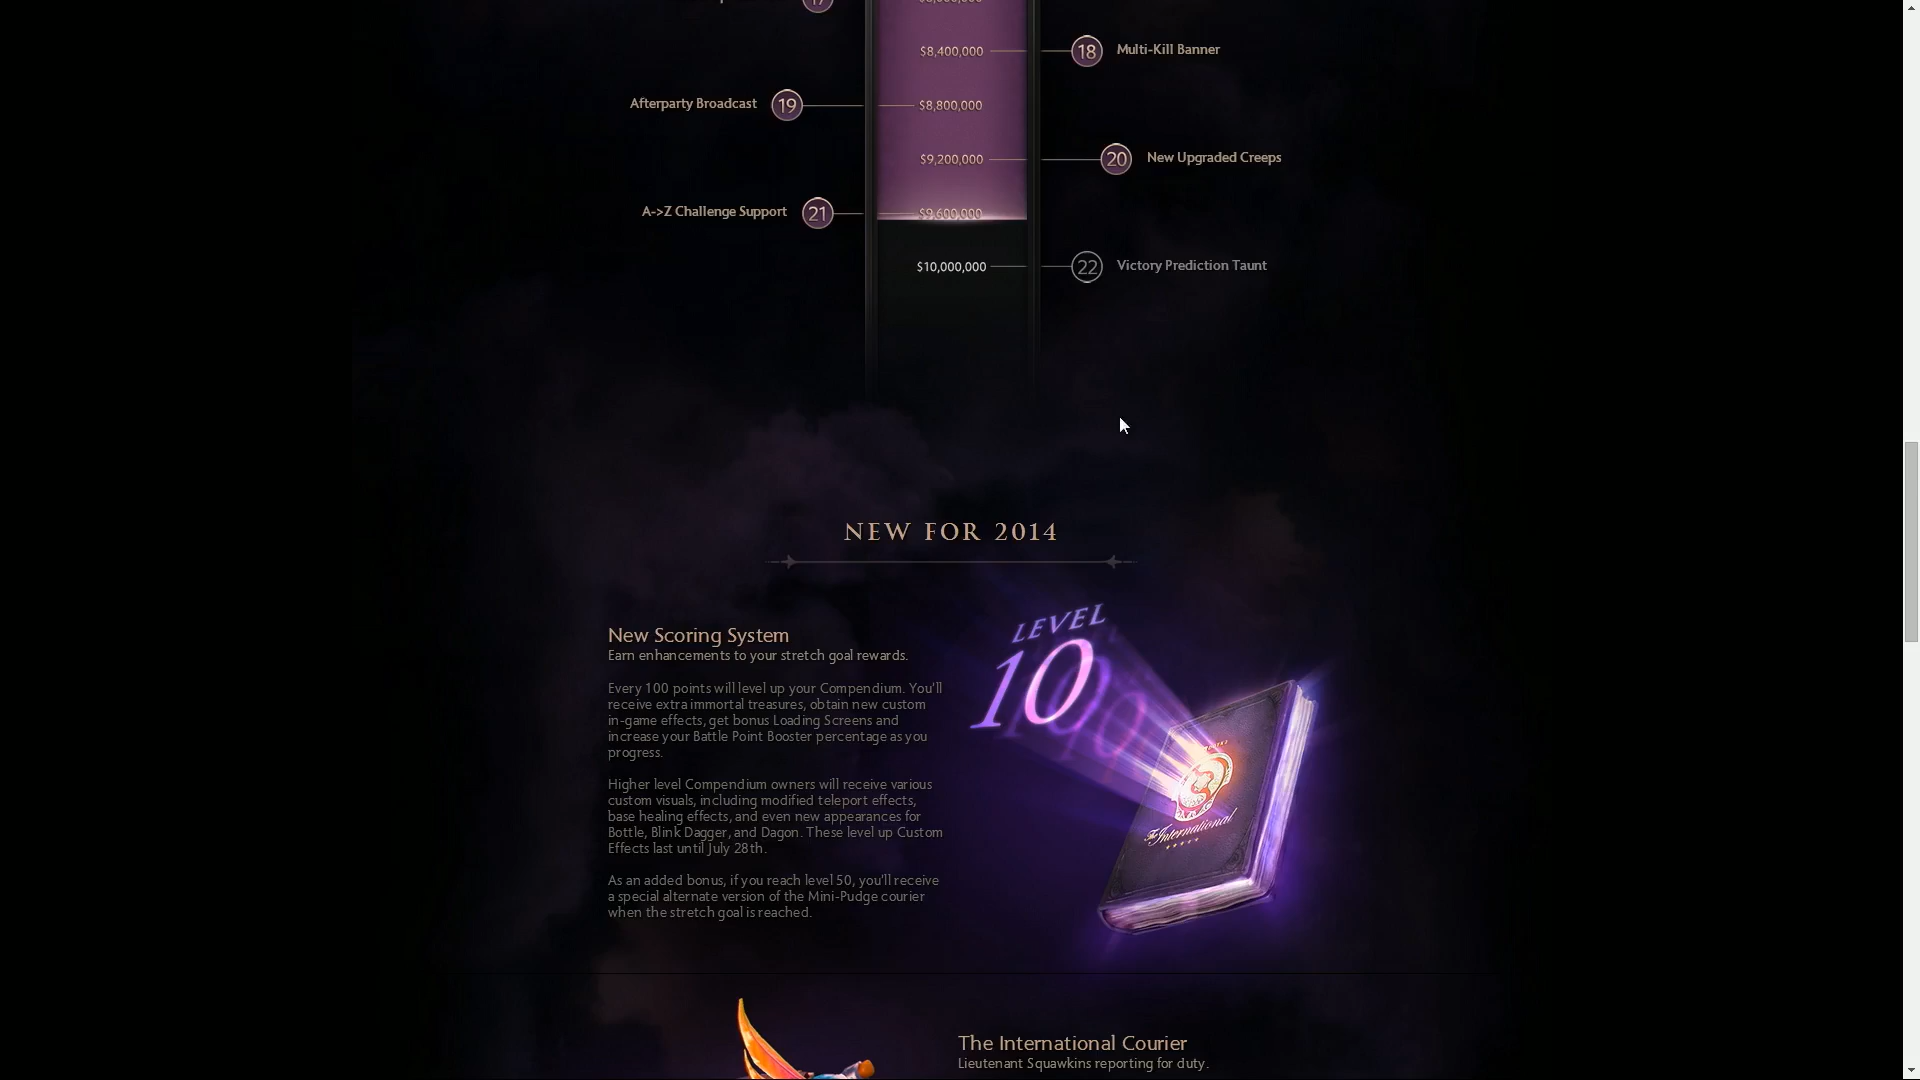 17
$8,400,000
18
Multi-Kill Banner
Afterparty Broadcast
19
$8,800,000
$9,200,000
20
New Upgraded Creeps
A->Z Challenge Support
21
$9,600,000
$10,000,000
22
Victory Prediction Taunt
NEW FOR 2014
LEVEL
10
New Scoring System
Earn enhancements to your stretch goal rewards.
Every 100 points will level up your Compendium. You'll
receive extra immortal treasures, obtain new custom
in-game effects, get bonus Loading Screens and
increase your Battle Point Booster percentage as you
progress.
Higher level Compendium owners will receive various
custom visuals, including modified teleport effects,
base healing effects, and even new appearances for
Bottle, Blink Dagger, and Dagon. These level up Custom
Effects last until July 28th.
As an added bonus, if you reach level 50, you'll receive
a special alternate version of the Mini-Pudge courier
when the stretch goal is reached.
The International
The International Courier
Lieutenant Squawkins reporting for duty.